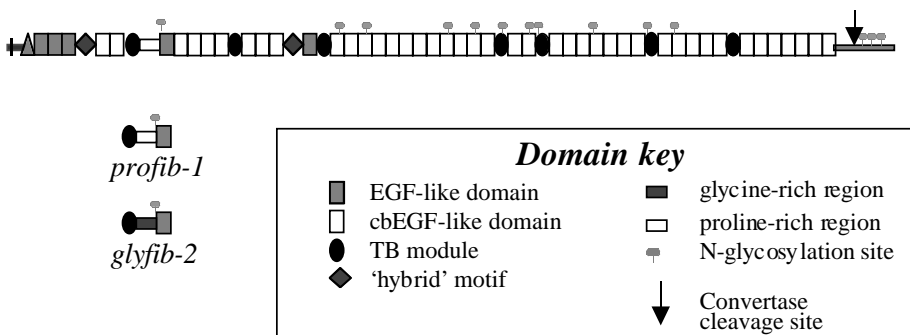 profib-1
glyfib-2
Domain key
EGF-like domain
cbEGF-like domain
TB module
‘hybrid’ motif
glycine-rich region
proline-rich region
N-glycosylation site
Convertase
cleavage site